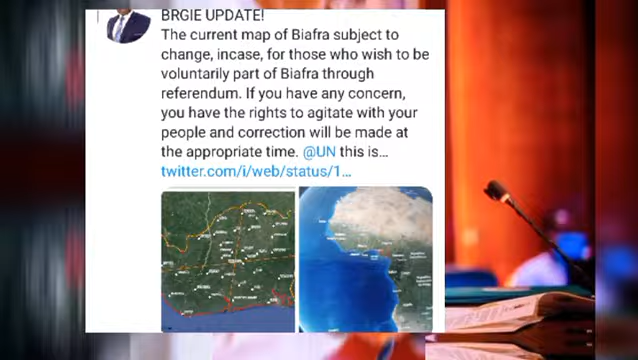 BRGIE UPDATE!
The current map of Biafra subject to
change, incase, for those who wish to be
voluntarily part of Biafra through
referendum. If you have any concern,
you have the rights to agitate with your
people and correction will be made at
the appropriate time. @UN this is...
twitter.com/i/web/status/1...